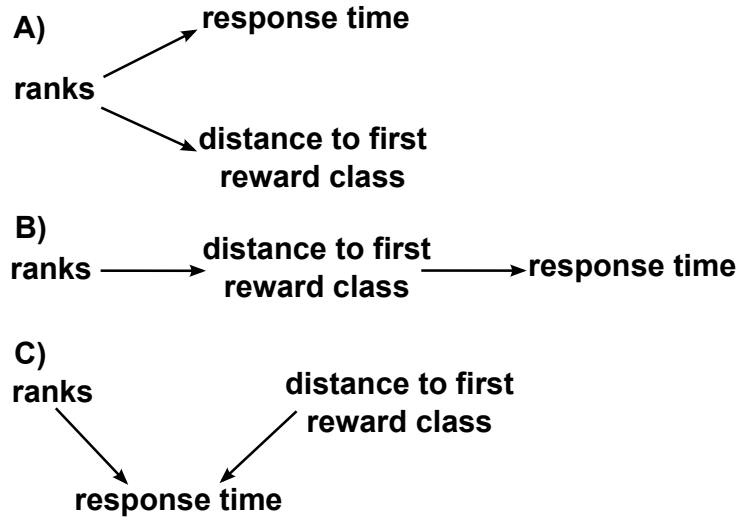 A)
response time
ranks
distance to first
reward class
B)
ranks
distance to first
reward class
response time
C)
ranks
distance to first
reward class
response time